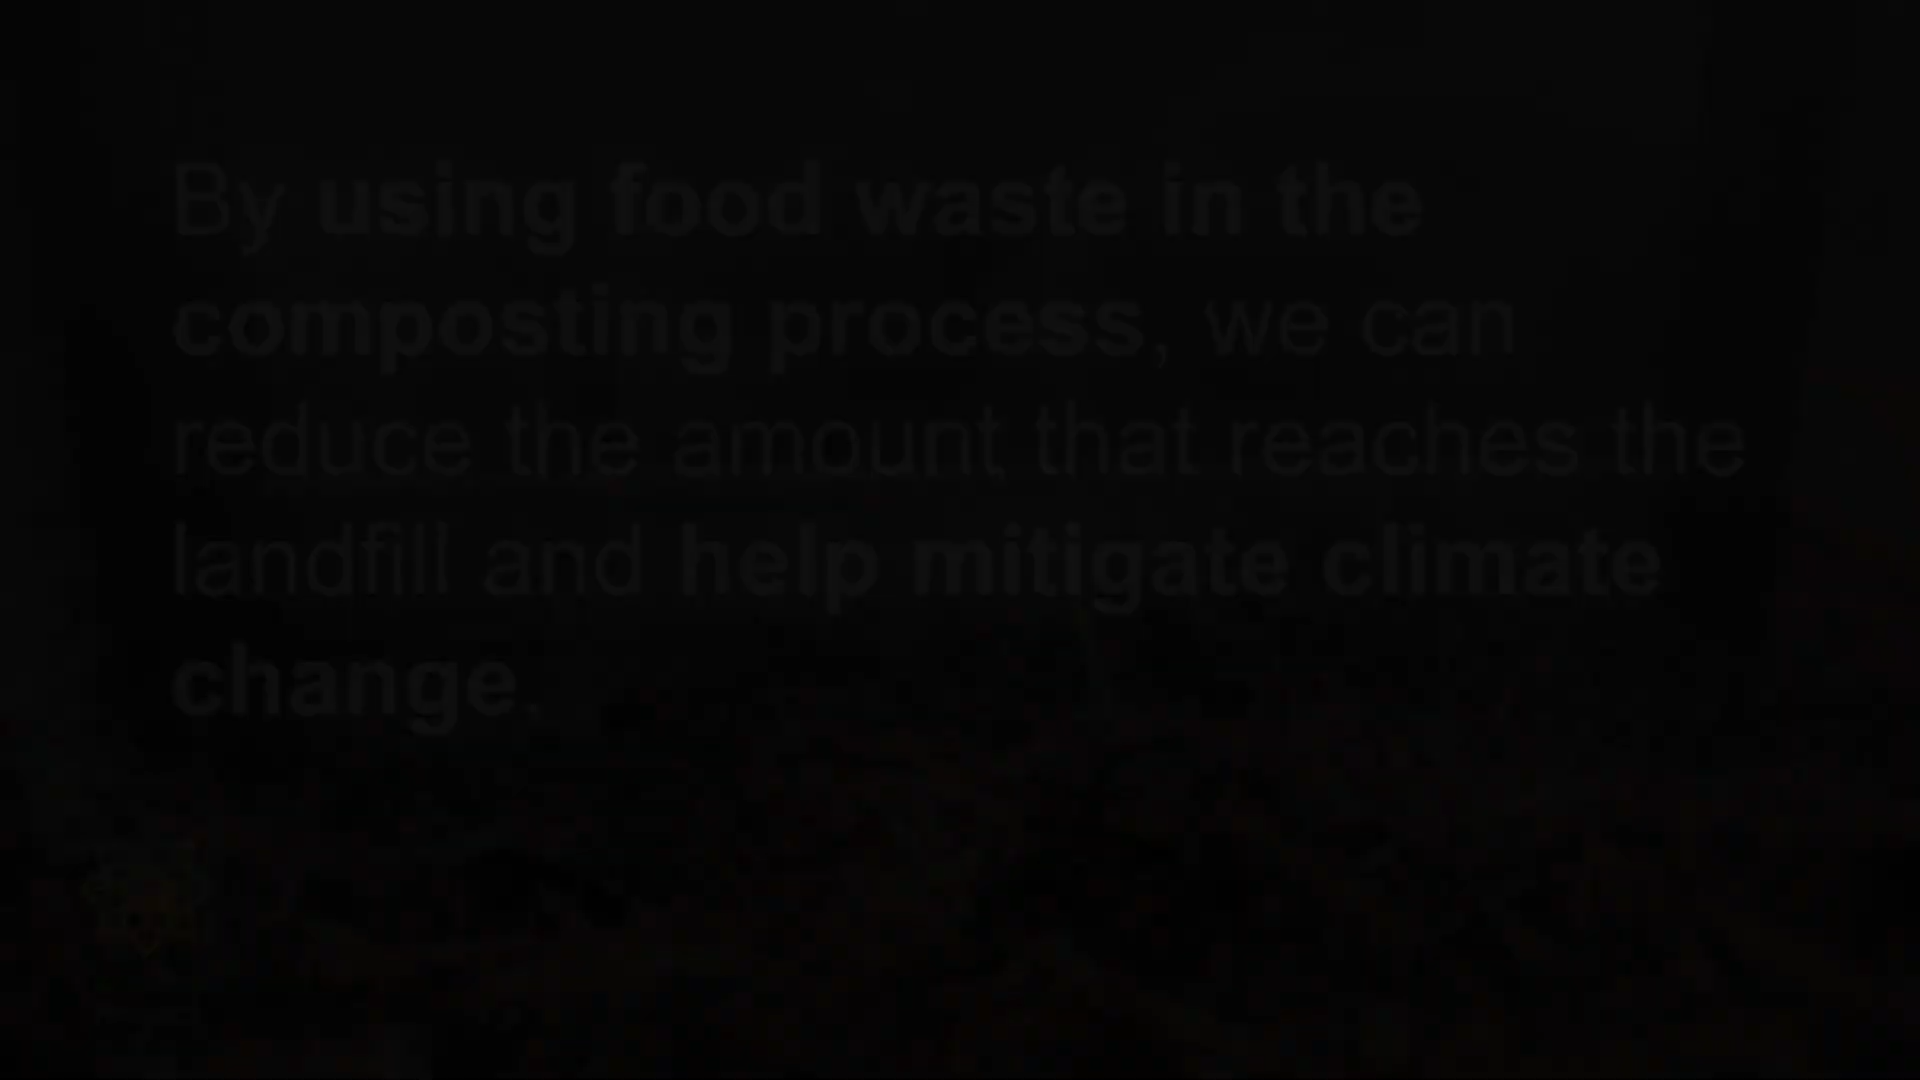 By using food waste in the
composting process, we can
reduce the amount that reaches the
landfill and help mitigate climate
change.